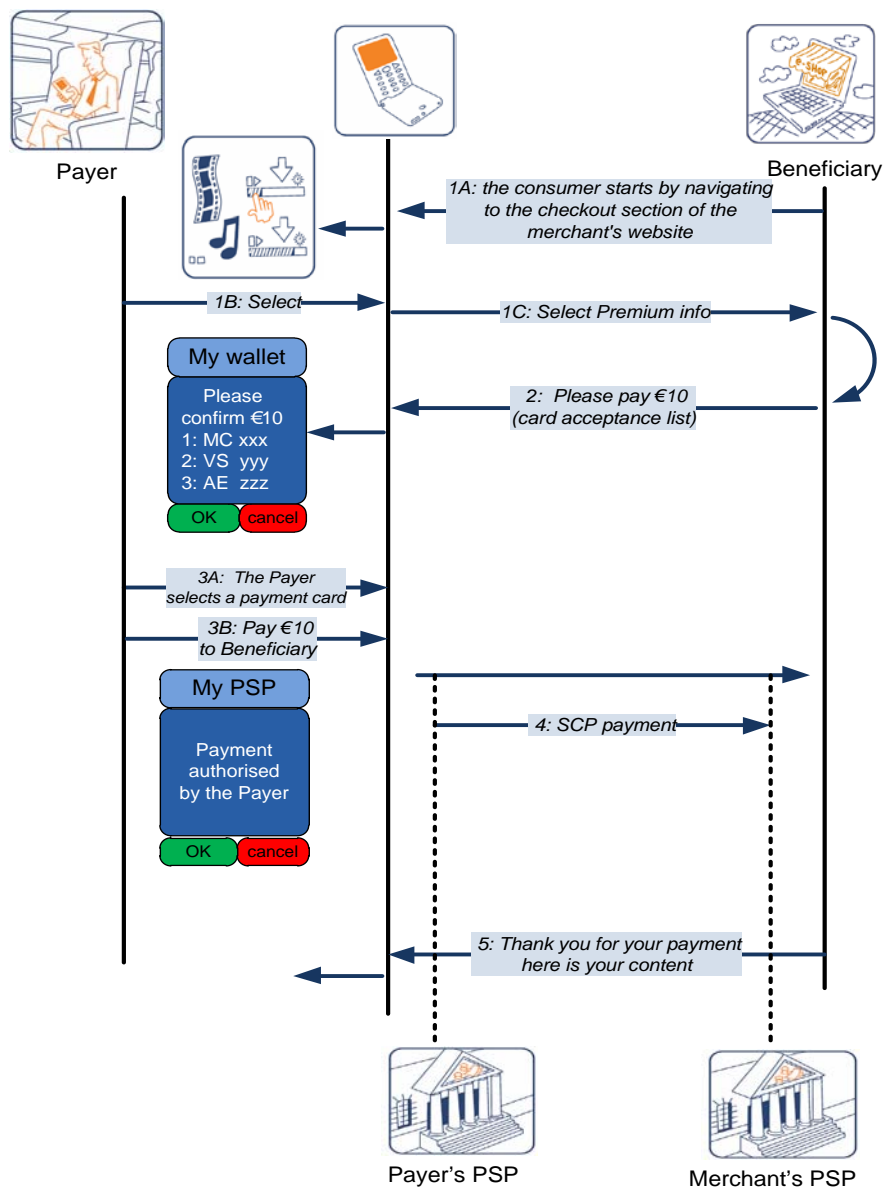 e-SHOP
Payer
Beneficiary
1A: the consumer starts by navigating
to the checkout section of the
merchant's website
1B: Select
1C: Select Premium info
My wallet
Please
confirm €10
1: MC xxx
2: VS yyy
3: AE zzz
OK
cancel
2: Please pay €10
(card acceptance list)
3A: The Payer
selects a payment card
3B: Pay €10
to Beneficiary
My PSP
Payment
authorised
by the Payer
OK
cancel
4: SCP payment
5: Thank you for your payment
here is your content
Payer's PSP
Merchant's PSP